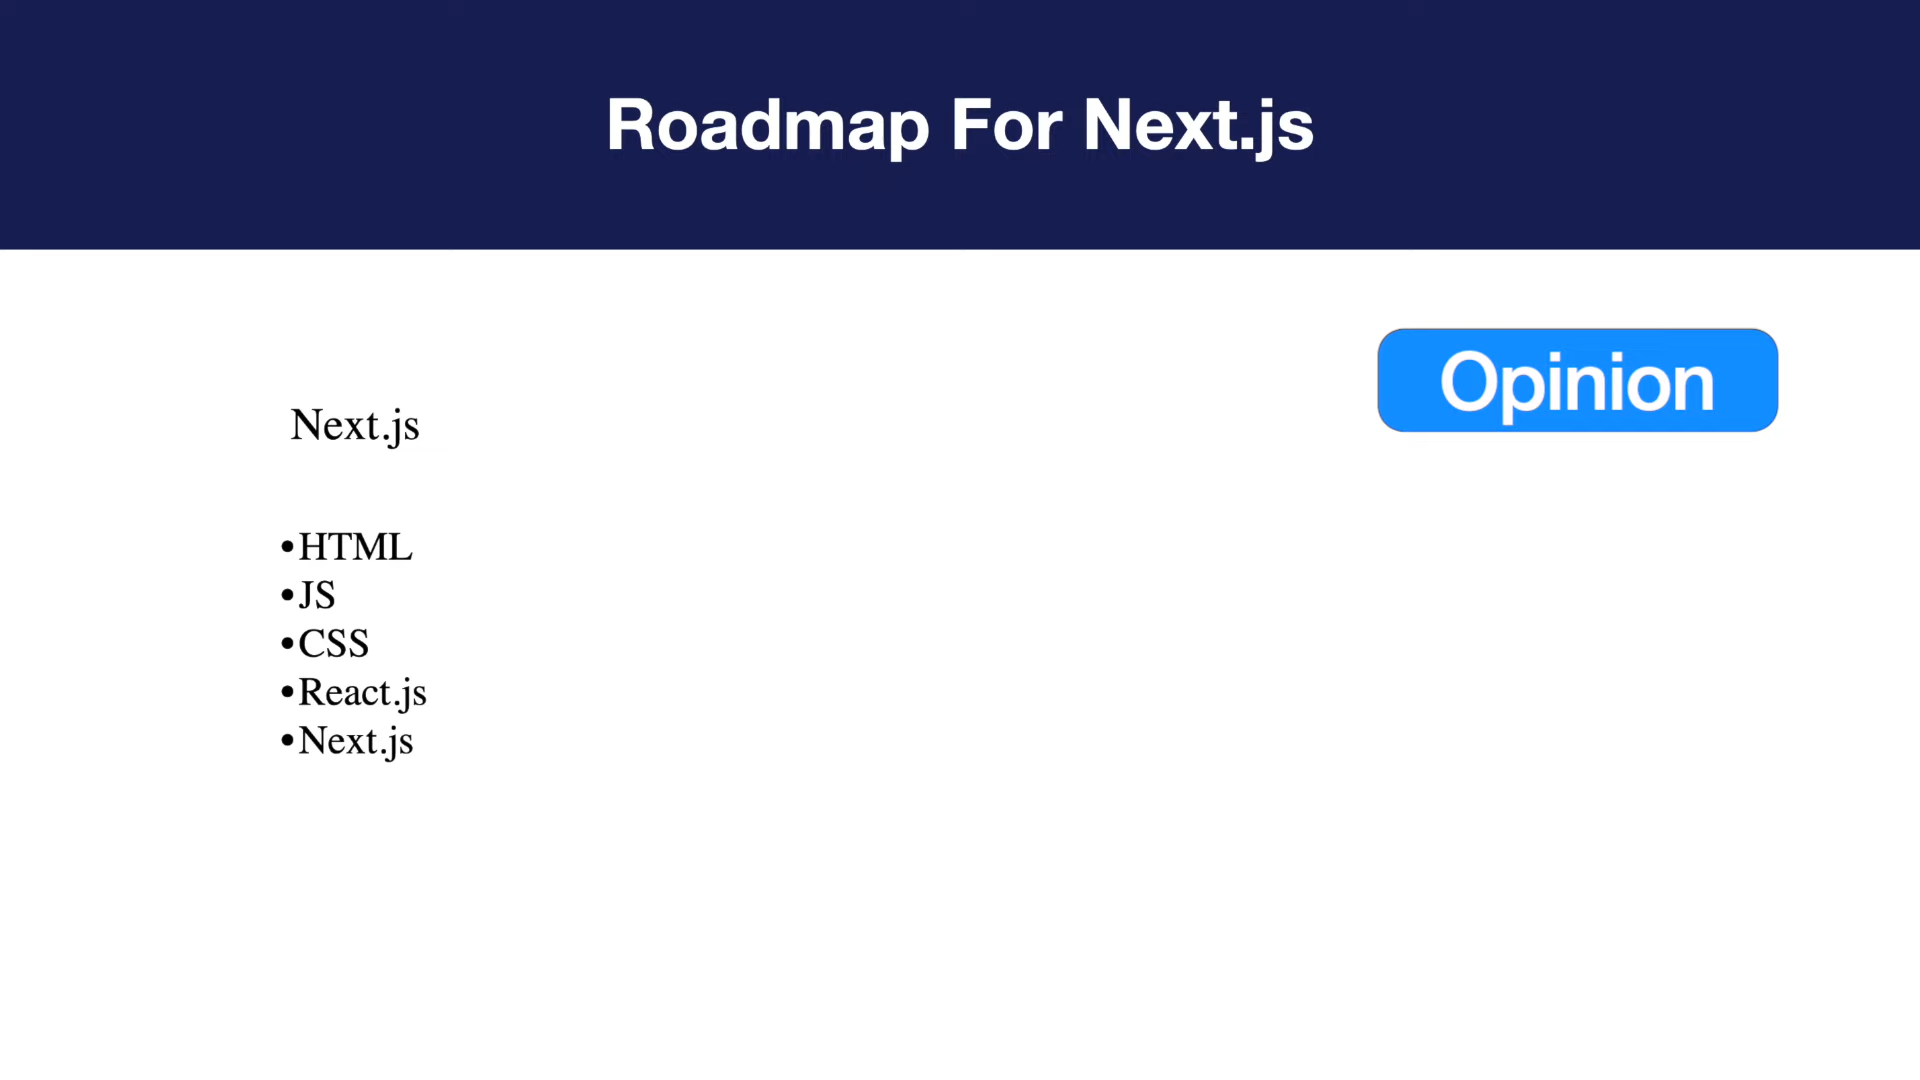 Roadmap For Next.js
Opinion
Next.js
•HTML
•JS
•CSS
•React.js
•Next.js